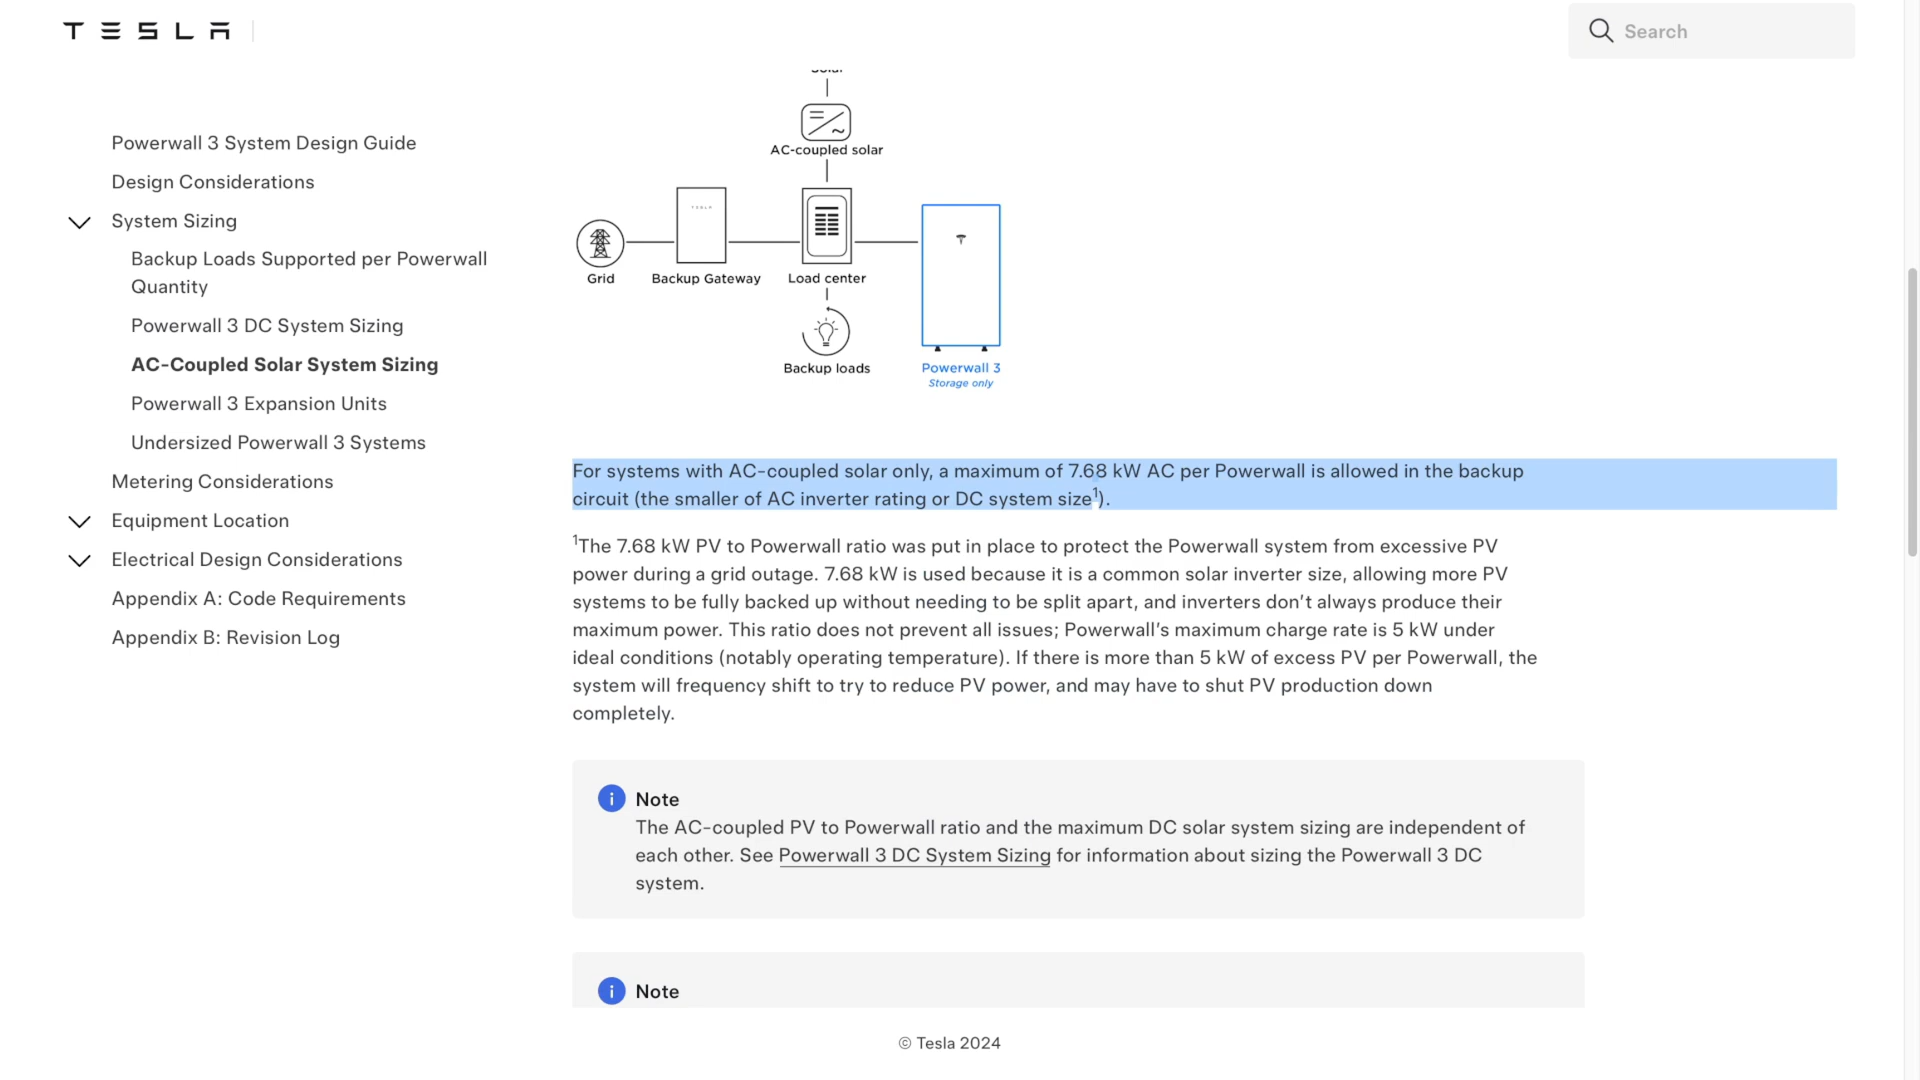 TESLA
Search
Powerwall 3 System Design Guide
Design Considerations
System Sizing
Backup Loads Supported per Powerwall
Quantity
Powerwall 3 DC System Sizing
AC-Coupled Solar System Sizing
Powerwall 3 Expansion Units
Undersized Powerwall 3 Systems
Metering Considerations
Equipment Location
Electrical Design Considerations
Appendix A: Code Requirements
Appendix B: Revision Log
Solar
AC-coupled solar
TESLA
Grid
Backup Gateway
Load center
Backup loads
Powerwall 3
Storage only
For systems with AC-coupled solar only, a maximum of 7.68 kW AC per Powerwall is allowed in the backup
circuit (the smaller of AC inverter rating or DC system size¹).
¹The 7.68 kW PV to Powerwall ratio was put in place to protect the Powerwall system from excessive PV
power during a grid outage. 7.68 kW is used because it is a common solar inverter size, allowing more PV
systems to be fully backed up without needing to be split apart, and inverters don’t always produce their
maximum power. This ratio does not prevent all issues; Powerwall’s maximum charge rate is 5 kW under
ideal conditions (notably operating temperature). If there is more than 5 kW of excess PV per Powerwall, the
system will frequency shift to try to reduce PV power, and may have to shut PV production down
completely.
Note
The AC-coupled PV to Powerwall ratio and the maximum DC solar system sizing are independent of
each other. See Powerwall 3 DC System Sizing for information about sizing the Powerwall 3 DC
system.
Note
© Tesla 2024